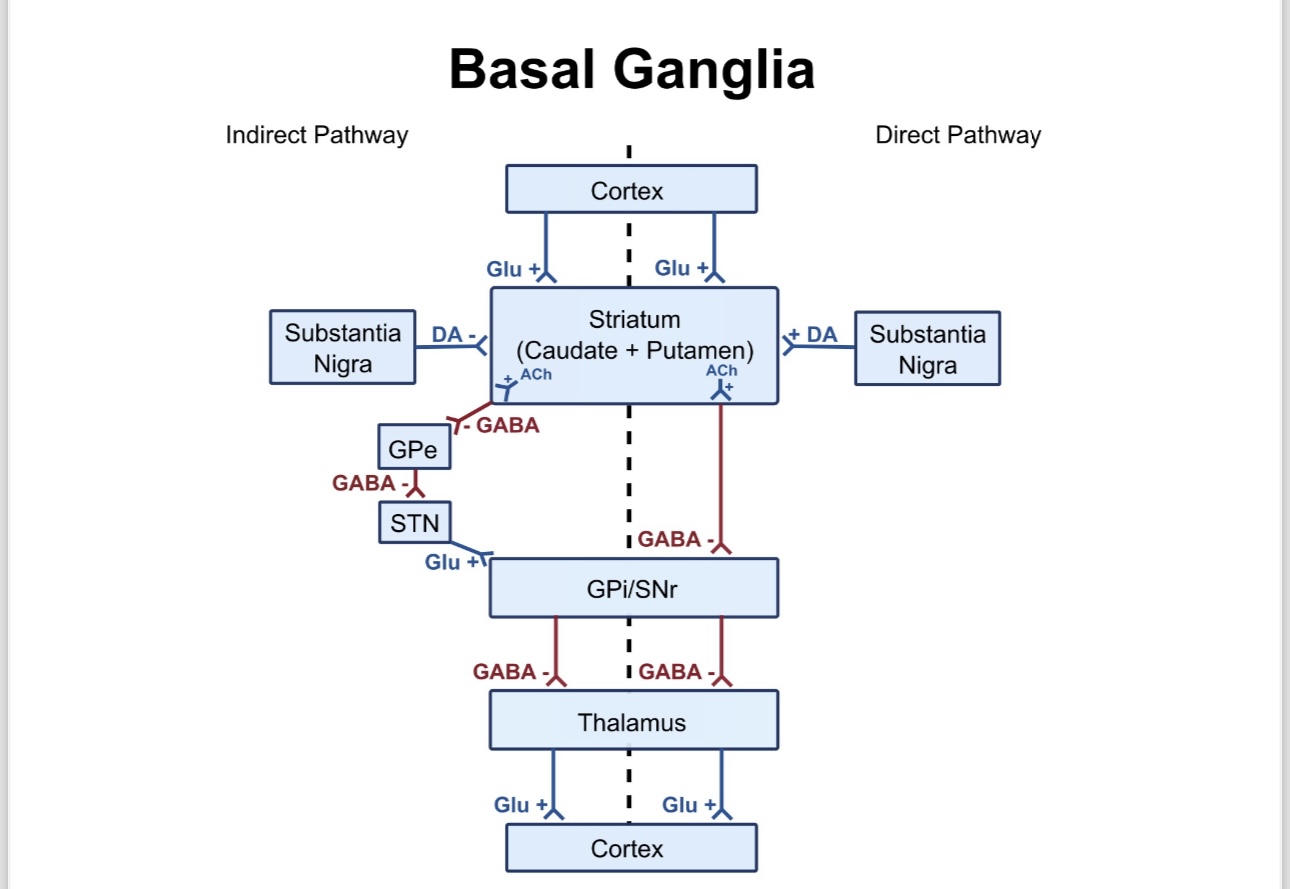 Basal Ganglia
Indirect Pathway
Direct Pathway
Cortex
Glu +
Glu +
Substantia
Nigra
DA -
Striatum
(Caudate + Putamen)
+ ACh
ACh
+
+ DA
Substantia
Nigra
- GABA
GPe
GABA -
STN
Glu +
GABA -
GPi/SNr
GABA -
GABA -
Thalamus
Glu +
Glu +
Cortex